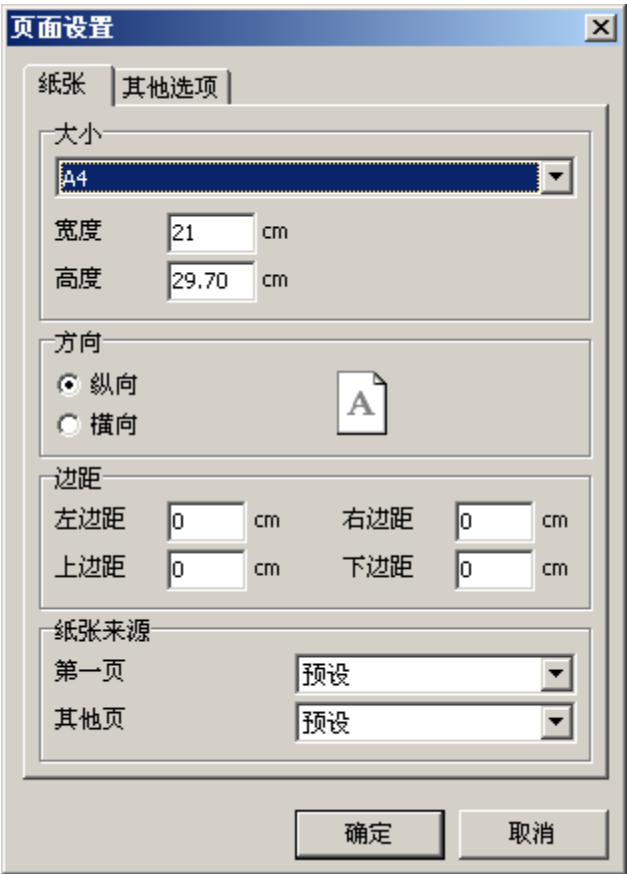 页面设置
纸张 其他选项
大小
A4
宽度 21 cm
高度 29.70 cm
方向
纵向
A
横向
边距
左边距 0 cm 右边距 0 cm
上边距 0 cm 下边距 0 cm
纸张来源
第一页 预设
其他页 预设
确定 取消